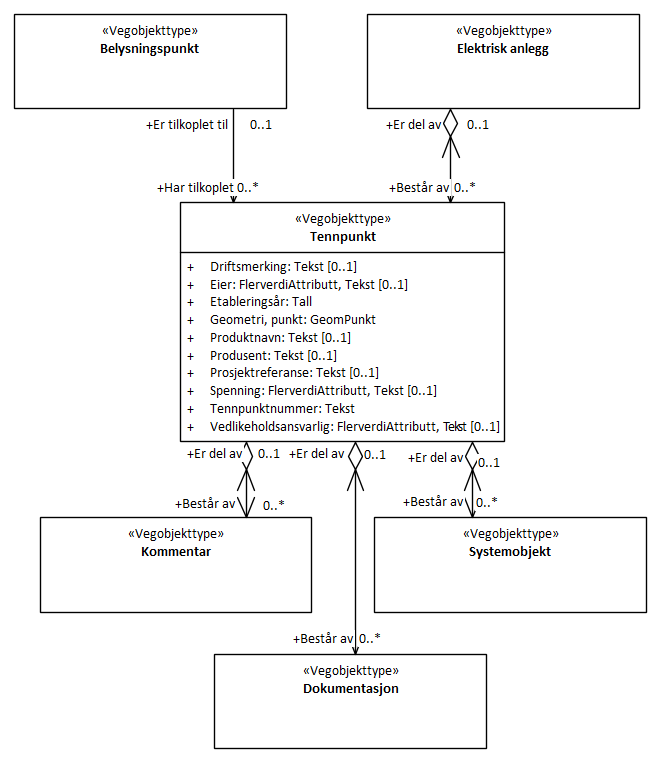 «Vegobjekttype»
Belysningspunkt
«Vegobjekttype»
Elektrisk anlegg
+Er tilkoplet til 0..1
+Er del av 0..1
+Har tilkoplet 0..*
+Består av 0..*
«Vegobjekttype»
Tennpunkt
+ Driftsmerking: Tekst [0..1]
+ Eier: FlerverdiAttributt, Tekst [0..1]
+ Etableringsår: Tall
+ Geometri, punkt: GeomPunkt
+ Produktnavn: Tekst [0..1]
+ Produsent: Tekst [0..1]
+ Prosjektreferanse: Tekst [0..1]
+ Spenning: FlerverdiAttributt, Tekst [0..1]
+ Tennpunktnummer: Tekst
+ Vedlikeholdsansvarlig: FlerverdiAttributt, Tekst [0..1]
+Er del av 0..1
+Er del av 0..1
+Er del av 0..1
+Består av 0..*
+Består av 0..*
«Vegobjekttype»
Kommentar
«Vegobjekttype»
Systemobjekt
+Består av 0..*
«Vegobjekttype»
Dokumentasjon